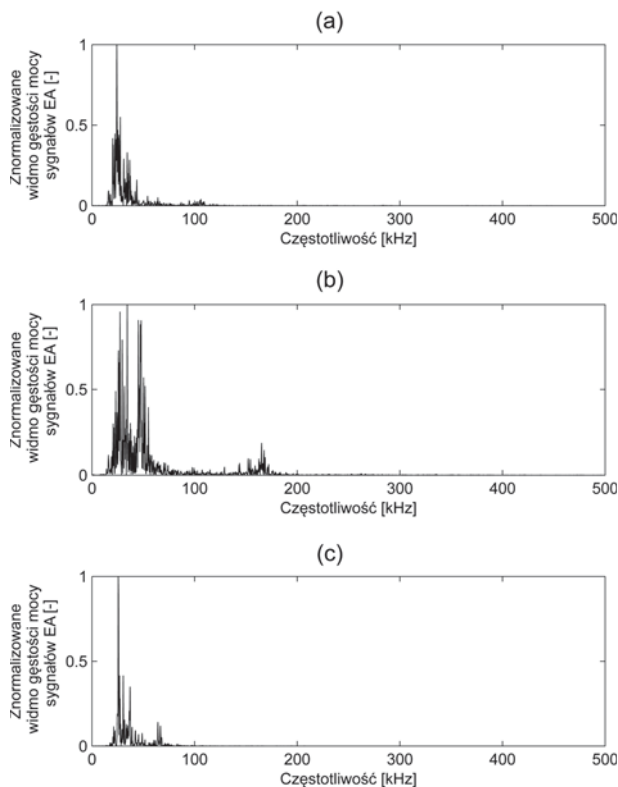 (a)
Znormalizowane
widmo gęstości mocy
sygnałów EA [-]
1
0.5
0
0 100 200 300 400 500
Częstotliwość [kHz]
(b)
Znormalizowane
widmo gęstości mocy
sygnałów EA [-]
1
0.5
0
0 100 200 300 400 500
Częstotliwość [kHz]
(c)
Znormalizowane
widmo gęstości mocy
sygnałów EA [-]
1
0.5
0
0 100 200 300 400 500
Częstotliwość [kHz]